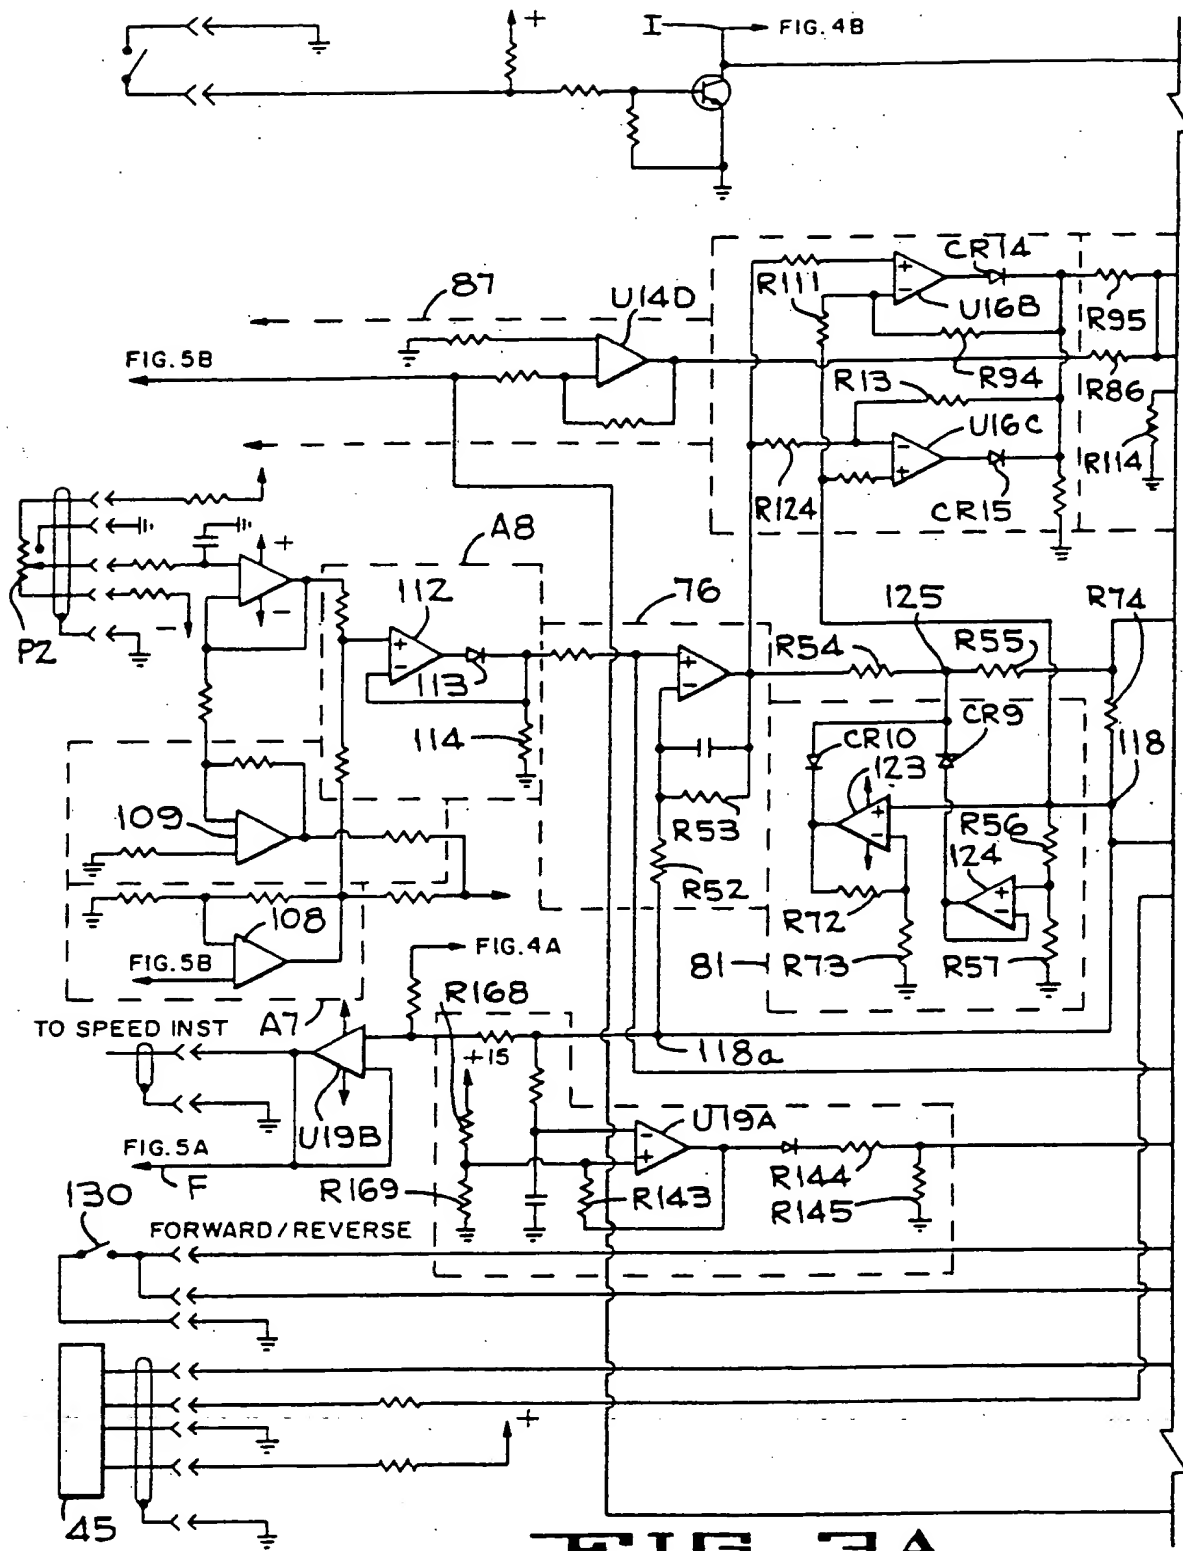 +
I
FIG. 4B
87
U14D
R111
CR14
U16B
R95
FIG. 5B
R94
R13
R86
U16C
R124
CR15
R114
A8
+
-
-
P2
112
+
-
113
114
76
+
-
R54
125
R55
R74
CR10
CR9
123
118
+
-
R53
R56
124
R52
R72
+
-
109
108
FIG. 5B
FIG. 4A
81
R73
R57
R168
TO SPEED INST
A7
+15
118a
U19B
U19A
-
+
FIG. 5A
F
R169
R143
R144
R145
130
FORWARD/REVERSE
+
45